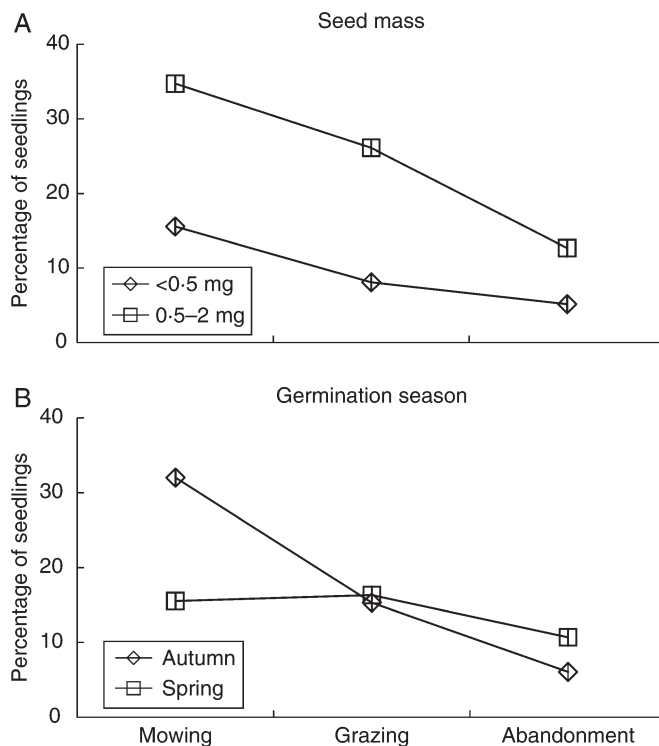 A
Seed mass
40
30
20
10
0
Percentage of seedlings
<0·5 mg
0·5–2 mg
B
Germination season
40
30
20
10
0
Percentage of seedlings
Autumn
Spring
Mowing Grazing Abandonment